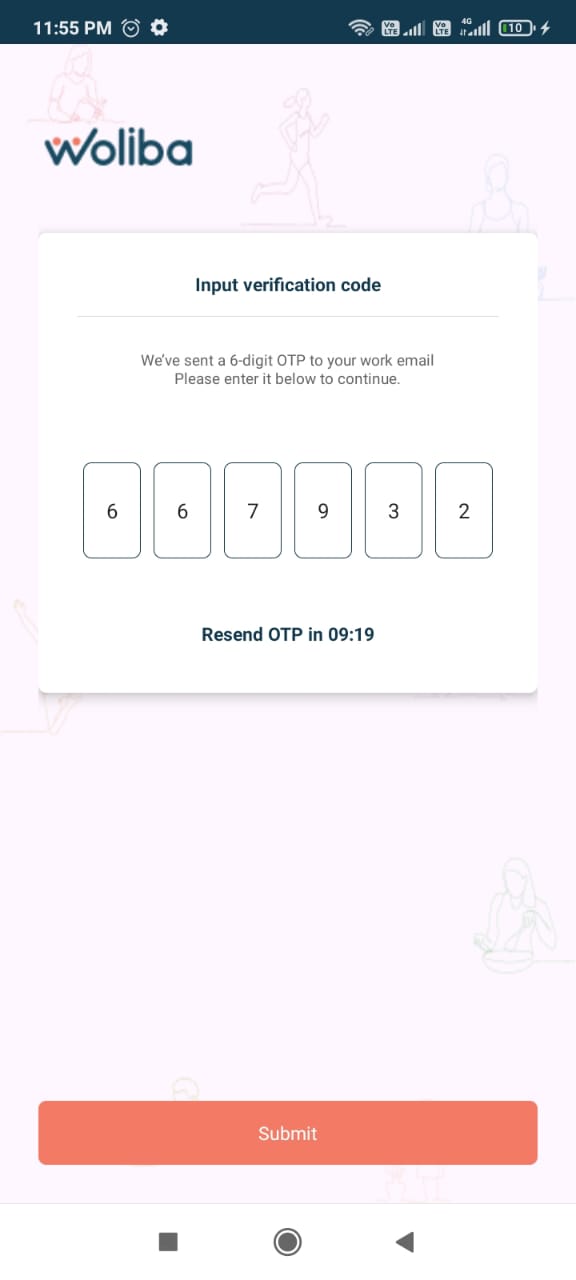 11:55 PM
Vo LTE
Vo LTE
4G
10
Woliba
Input verification code
We've sent a 6-digit OTP to your work email
Please enter it below to continue.
6 6 7 9 3 2
Resend OTP in 09:19
Submit